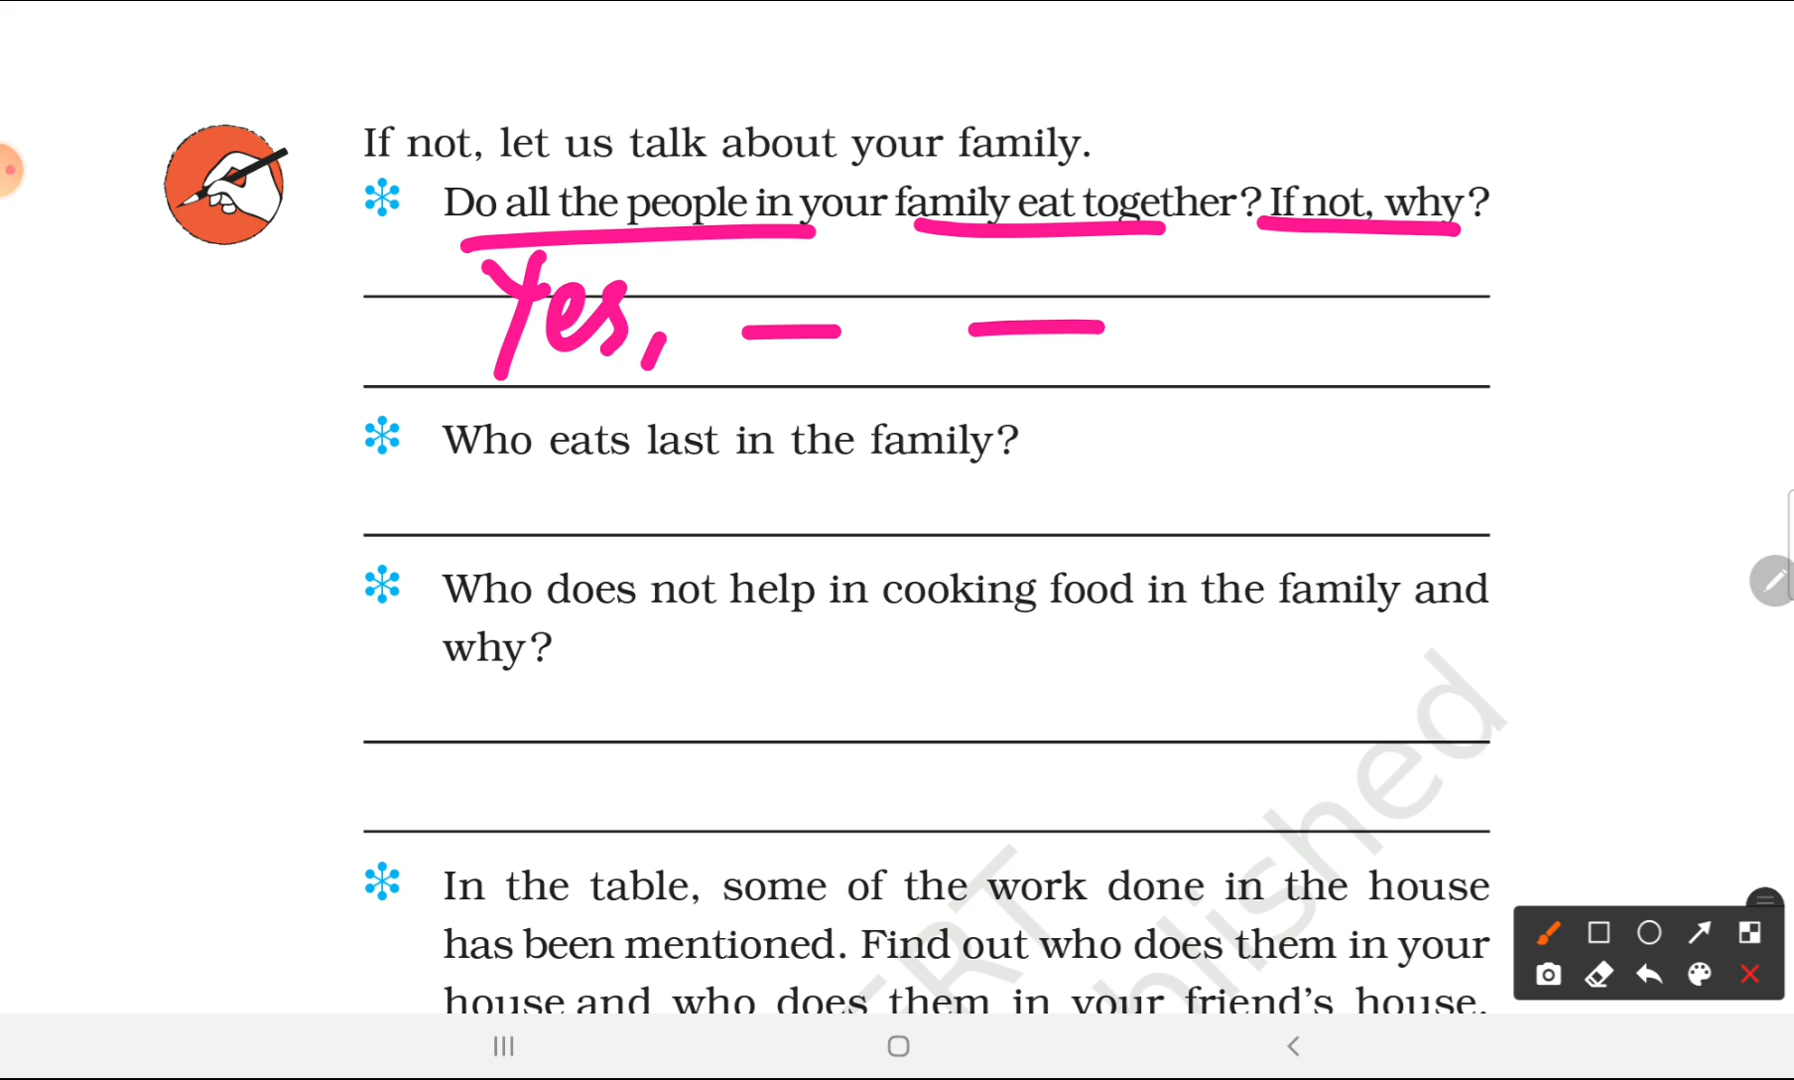 If not, let us talk about your family.
Do all the people in your family eat together? If not, why?
Yes, — —
Who eats last in the family?
Who does not help in cooking food in the family and
why?
In the table, some of the work done in the house
has been mentioned. Find out who does them in your
house and who does them in your friend's house.